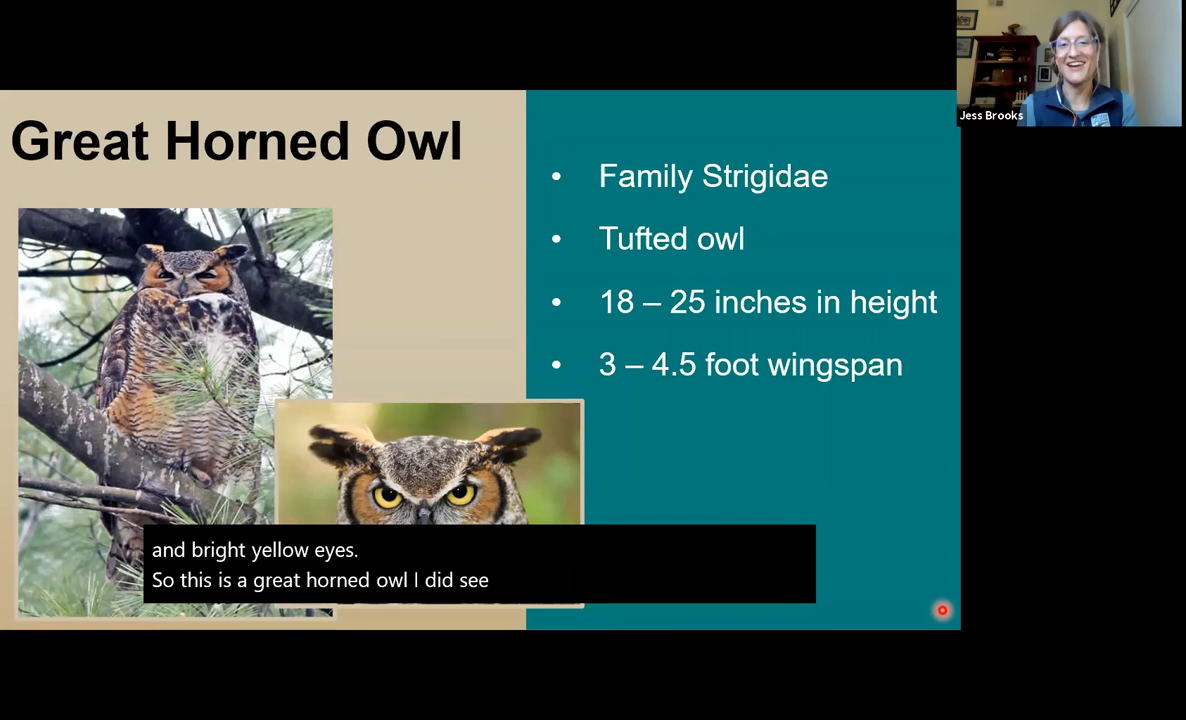 Great Horned Owl
• Family Strigidae
• Tufted owl
• 18 – 25 inches in height
• 3 – 4.5 foot wingspan
and bright yellow eyes.
So this is a great horned owl I did see
Jess Brooks